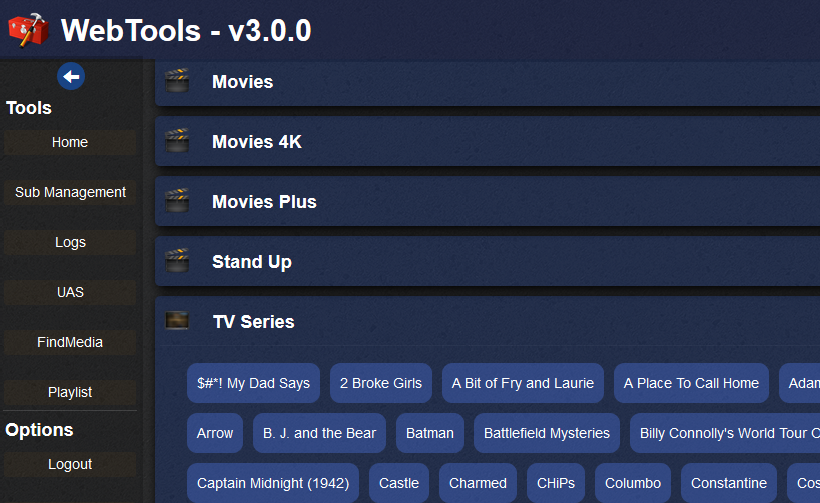 WebTools - v3.0.0
Tools
Home
Sub Management
Logs
UAS
FindMedia
Playlist
Options
Logout
Movies
Movies 4K
Movies Plus
Stand Up
TV Series
$#*! My Dad Says 2 Broke Girls A Bit of Fry and Laurie A Place To Call Home Adam
Arrow B. J. and the Bear Batman Battlefield Mysteries Billy Connolly's World Tour
Captain Midnight (1942) Castle Charmed CHiPs Columbo Constantine Cos